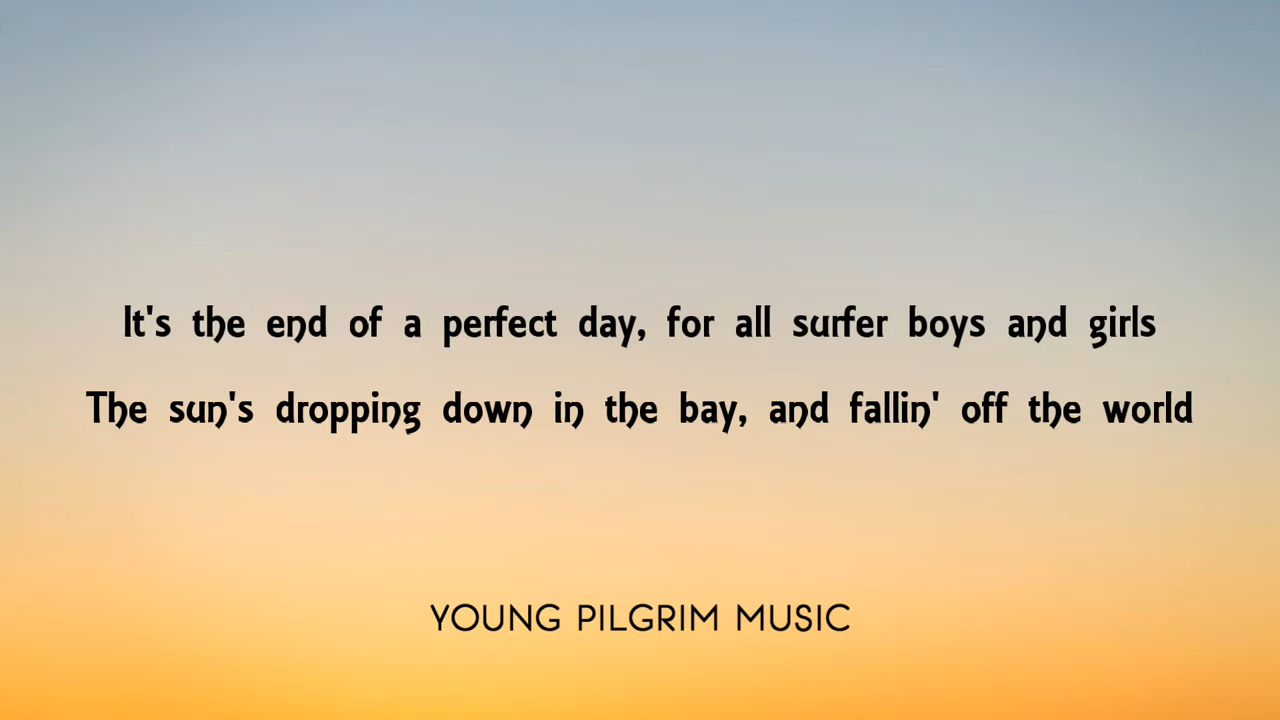 It's the end of a perfect day, for all surfer boys and girls
The sun's dropping down in the bay, and fallin' off the world
YOUNG PILGRIM MUSIC